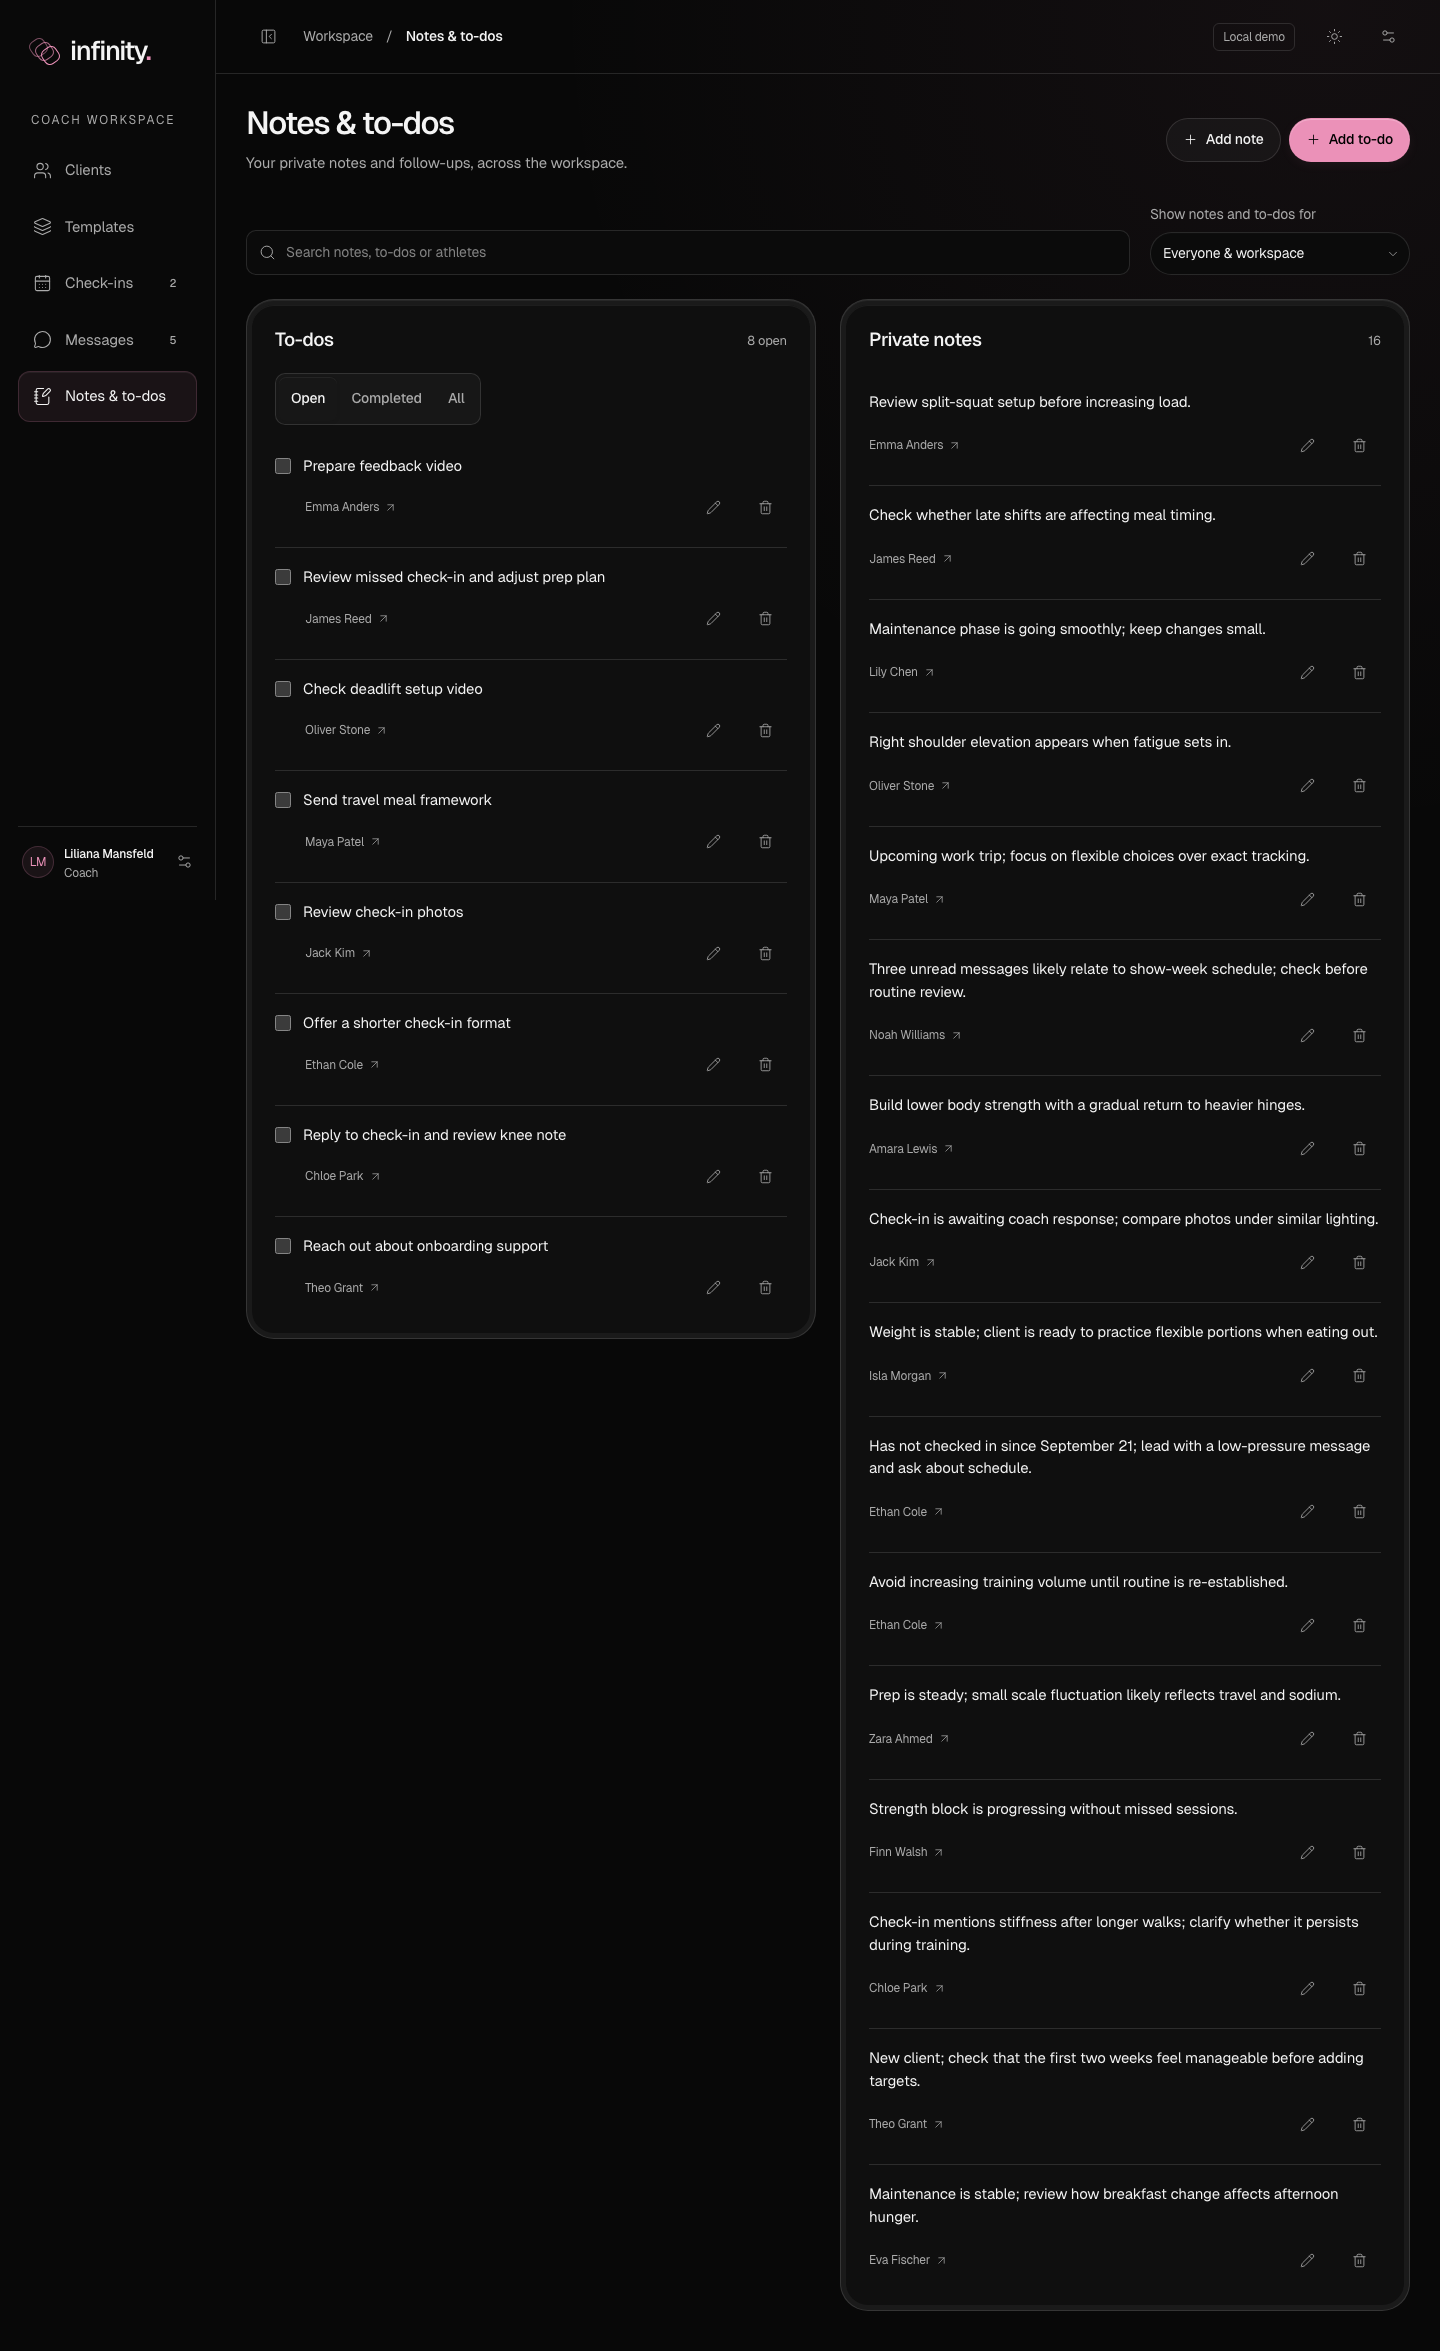 infinity.
COACH WORKSPACE
Clients
Templates
Check-ins 2
Messages 5
Notes & to-dos
Liliana Mansfeld
LM
Coach
Workspace / Notes & to-dos
Local demo
Notes & to-dos
Your private notes and follow-ups, across the workspace.
Add note
Add to-do
Search notes, to-dos or athletes
Show notes and to-dos for
Everyone & workspace
To-dos
8 open
Open Completed All
Prepare feedback video
Emma Anders
Review missed check-in and adjust prep plan
James Reed
Check deadlift setup video
Oliver Stone
Send travel meal framework
Maya Patel
Review check-in photos
Jack Kim
Offer a shorter check-in format
Ethan Cole
Reply to check-in and review knee note
Chloe Park
Reach out about onboarding support
Theo Grant
Private notes
16
Review split-squat setup before increasing load.
Emma Anders
Check whether late shifts are affecting meal timing.
James Reed
Maintenance phase is going smoothly; keep changes small.
Lily Chen
Right shoulder elevation appears when fatigue sets in.
Oliver Stone
Upcoming work trip; focus on flexible choices over exact tracking.
Maya Patel
Three unread messages likely relate to show-week schedule; check before
routine review.
Noah Williams
Build lower body strength with a gradual return to heavier hinges.
Amara Lewis
Check-in is awaiting coach response; compare photos under similar lighting.
Jack Kim
Weight is stable; client is ready to practice flexible portions when eating out.
Isla Morgan
Has not checked in since September 21; lead with a low-pressure message
and ask about schedule.
Ethan Cole
Avoid increasing training volume until routine is re-established.
Ethan Cole
Prep is steady; small scale fluctuation likely reflects travel and sodium.
Zara Ahmed
Strength block is progressing without missed sessions.
Finn Walsh
Check-in mentions stiffness after longer walks; clarify whether it persists
during training.
Chloe Park
New client; check that the first two weeks feel manageable before adding
targets.
Theo Grant
Maintenance is stable; review how breakfast change affects afternoon
hunger.
Eva Fischer